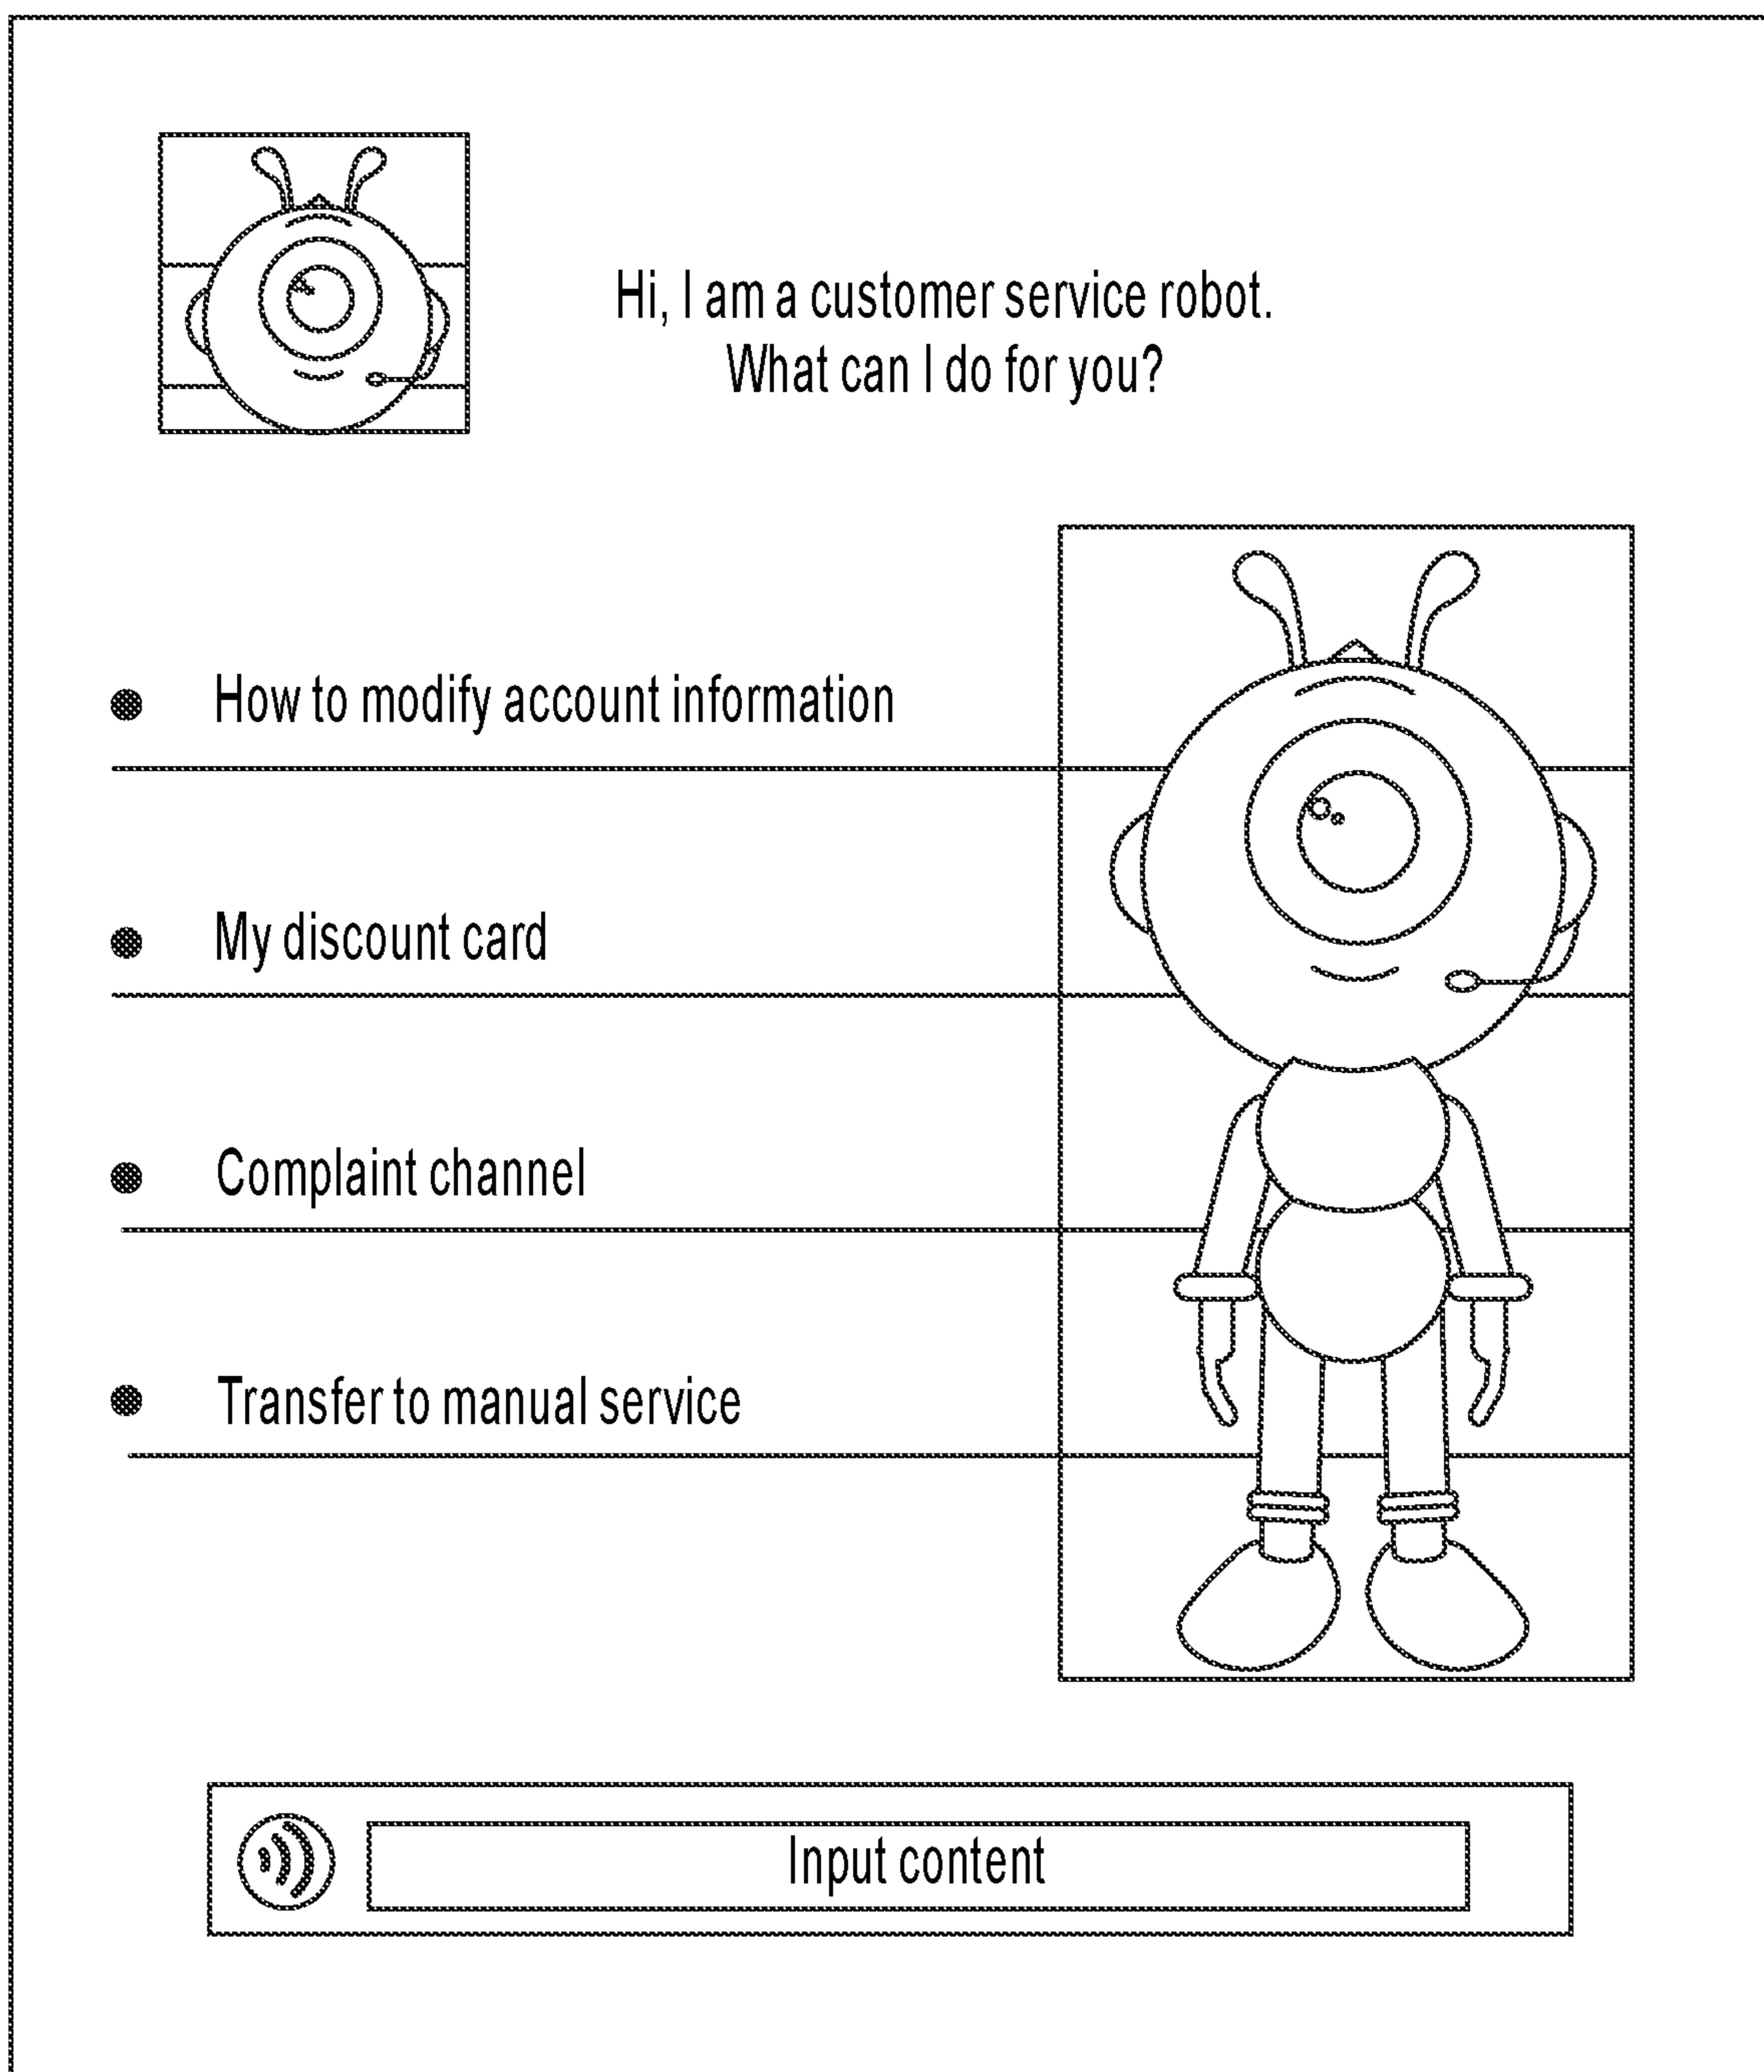 Hi, I am a customer service robot.
What can I do for you?
How to modify account information
My discount card
Complaint channel
Transfer to manual service
Input content